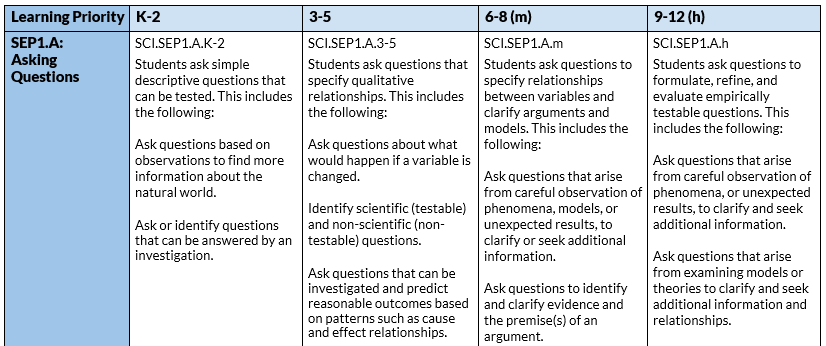 Learning Priority
K-2
3-5
6-8 (m)
9-12 (h)
SEP1.A:
Asking
Questions
SCI.SEP1.A.K-2
Students ask simple
descriptive questions that
can be tested. This includes
the following:
Ask questions based on
observations to find more
information about the
natural world.
Ask or identify questions
that can be answered by an
investigation.
SCI.SEP1.A.3-5
Students ask questions that
specify qualitative
relationships. This includes
the following:
Ask questions about what
would happen if a variable is
changed.
Identify scientific (testable)
and non-scientific (non-
testable) questions.
Ask questions that can be
investigated and predict
reasonable outcomes based
on patterns such as cause
and effect relationships.
SCI.SEP1.A.m
Students ask questions to
specify relationships
between variables and
clarify arguments and
models. This includes the
following:
Ask questions that arise
from careful observation of
phenomena, models, or
unexpected results, to
clarify or seek additional
information.
Ask questions to identify
and clarify evidence and
the premise(s) of an
argument.
SCI.SEP1.A.h
Students ask questions to
formulate, refine, and
evaluate empirically
testable questions. This
includes the following:
Ask questions that arise
from careful observation of
phenomena, or unexpected
results, to clarify and seek
additional information.
Ask questions that arise
from examining models or
theories to clarify and seek
additional information and
relationships.